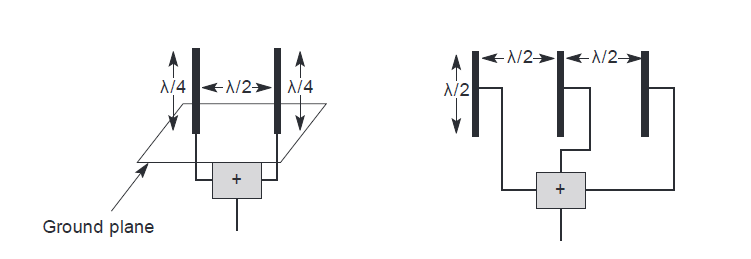 λ/4 λ/2 λ/4
+
Ground plane
λ/2 λ/2
λ/2
+